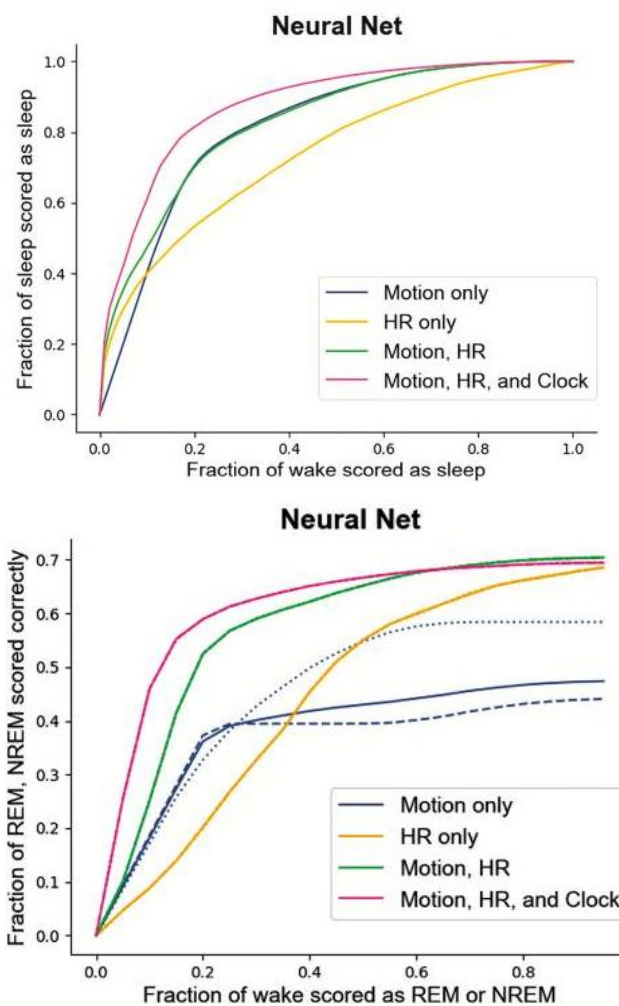 Neural Net
1.0
0.8
0.6
0.4
0.2
0.0
Fraction of sleep scored as sleep
Motion only
HR only
Motion, HR
Motion, HR, and Clock
0.0 0.2 0.4 0.6 0.8 1.0
Fraction of wake scored as sleep
Neural Net
0.7
0.6
0.5
0.4
0.3
0.2
0.1
0.0
Fraction of REM, NREM scored correctly
Motion only
HR only
Motion, HR
Motion, HR, and Clock
0.0 0.2 0.4 0.6 0.8
Fraction of wake scored as REM or NREM